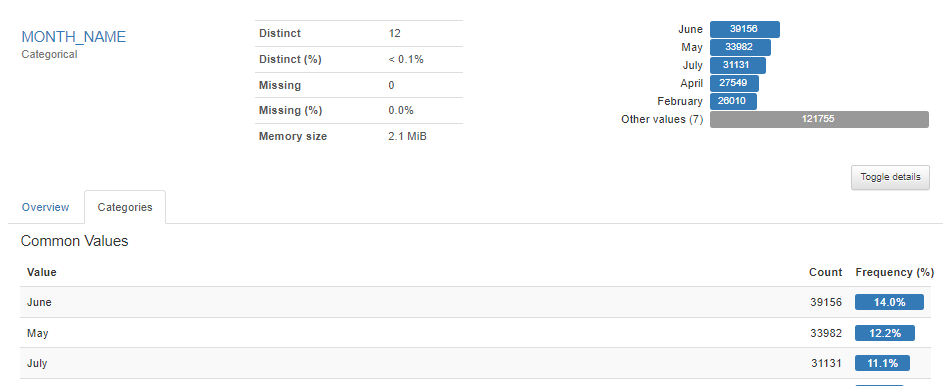 MONTH_NAME
Categorical
Distinct 12
Distinct (%) < 0.1%
Missing 0
Missing (%) 0.0%
Memory size 2.1 MiB
June 39156
May 33982
July 31131
April 27549
February 26010
Other values (7) 121755
Toggle details
Overview Categories
Common Values
Value Count Frequency (%)
June 39156 14.0%
May 33982 12.2%
July 31131 11.1%